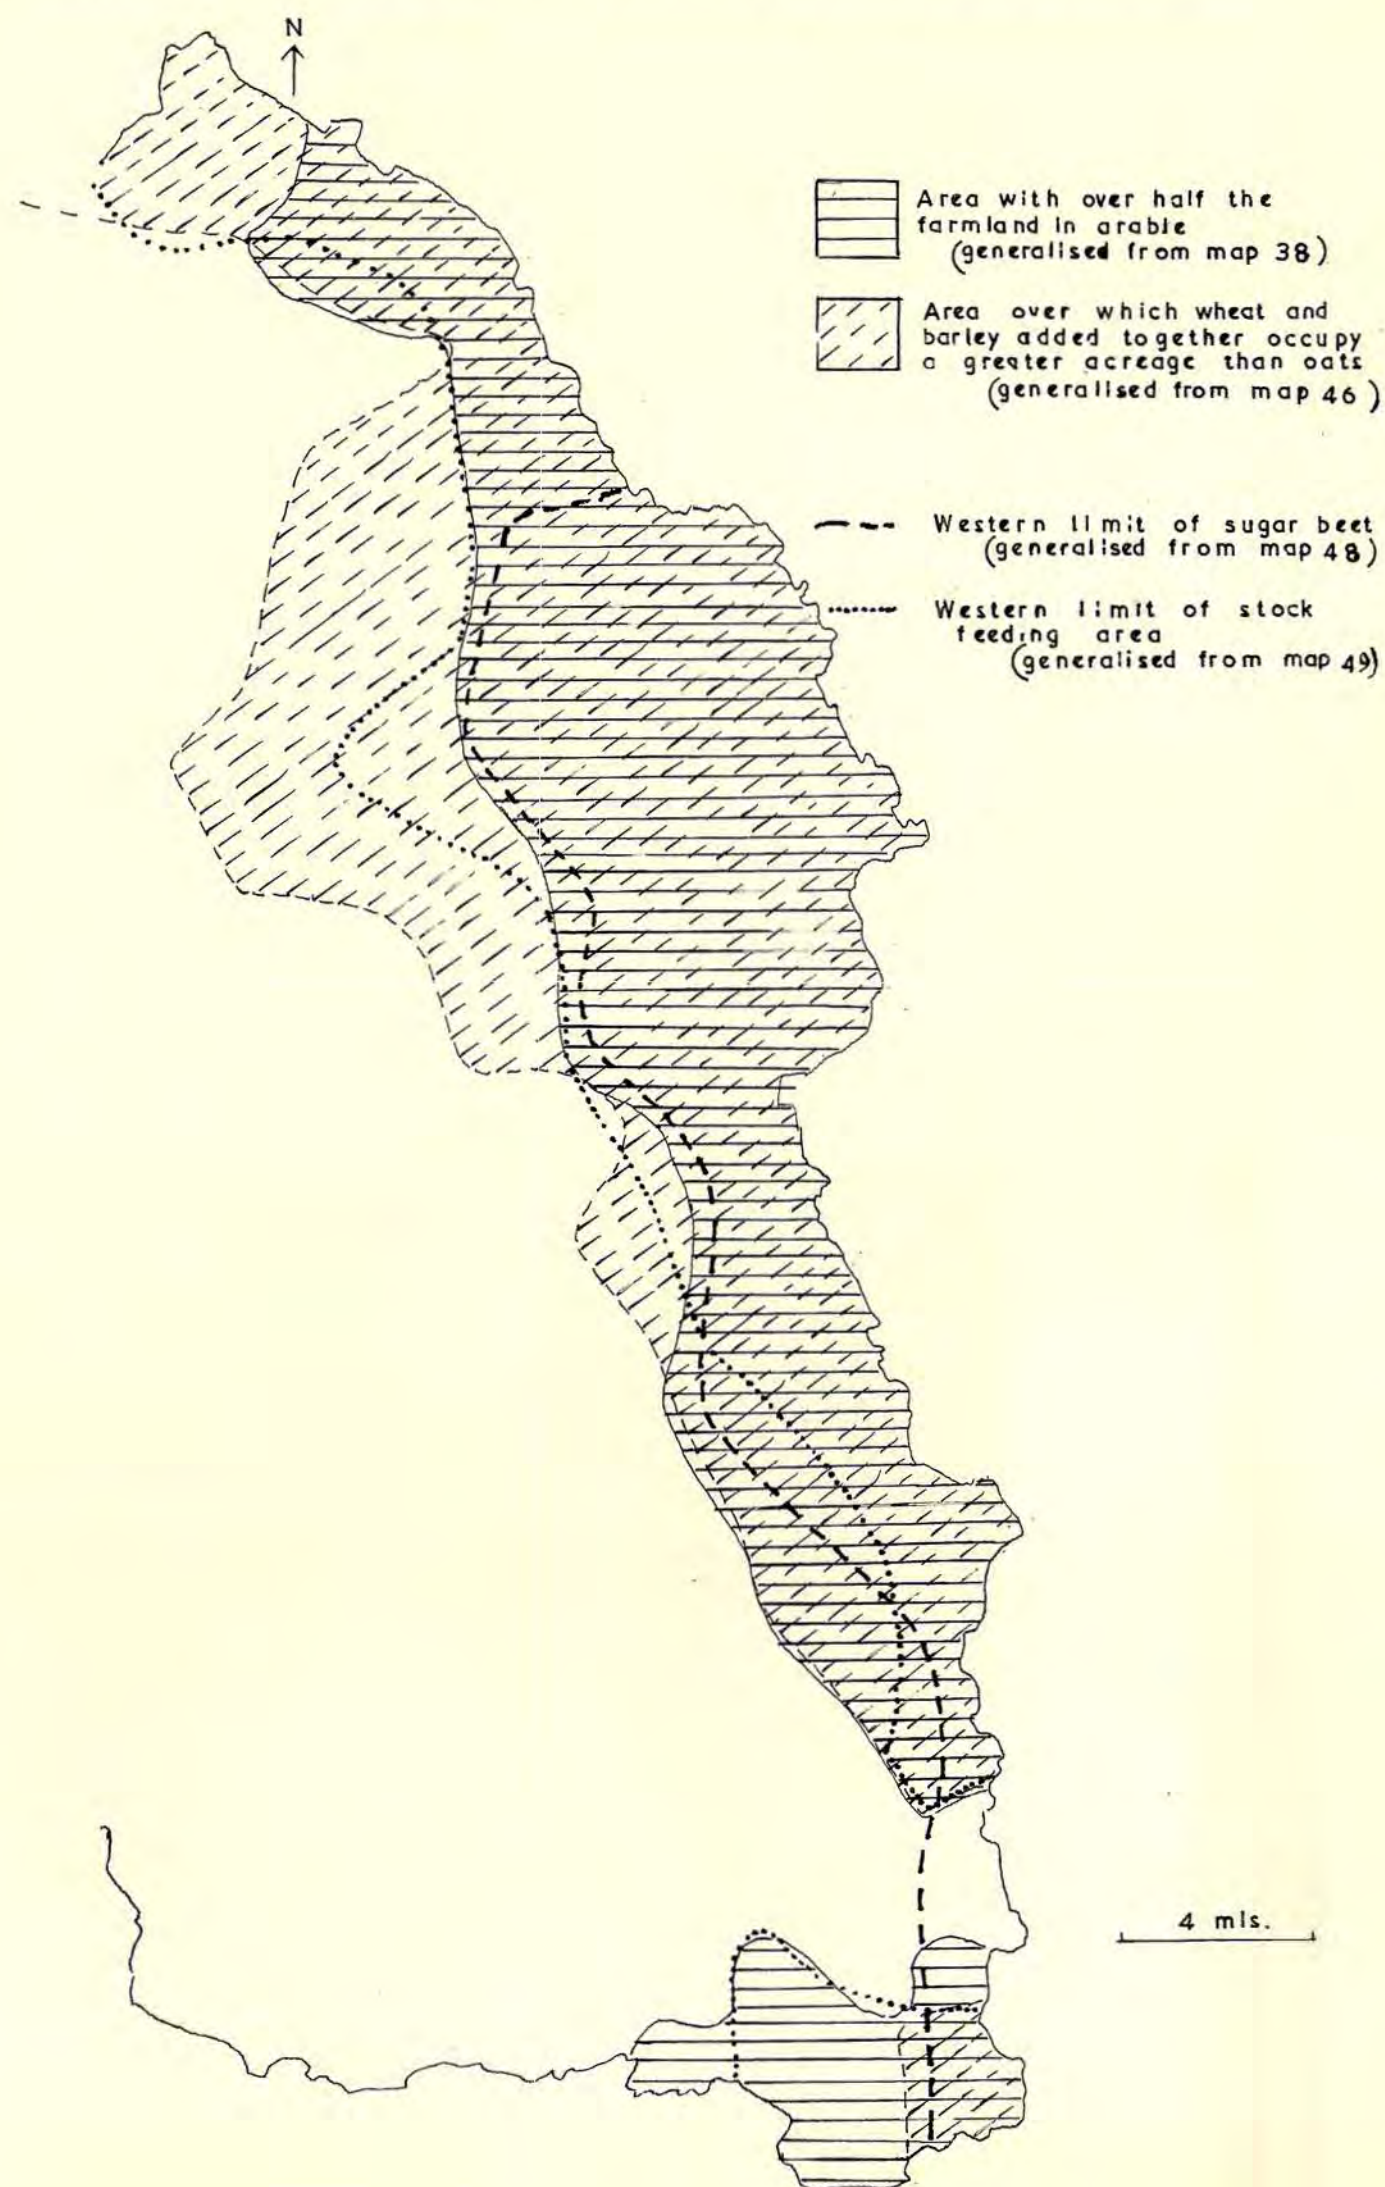 N
Area with over half the
farmland in arable
(generalised from map 38)
Area over which wheat and
barley added together occupy
a greater acreage than oats
(generalised from map 46)
Western limit of sugar beet
(generalised from map 48)
Western limit of stock
feeding area
(generalised from map 49)
4 mls.